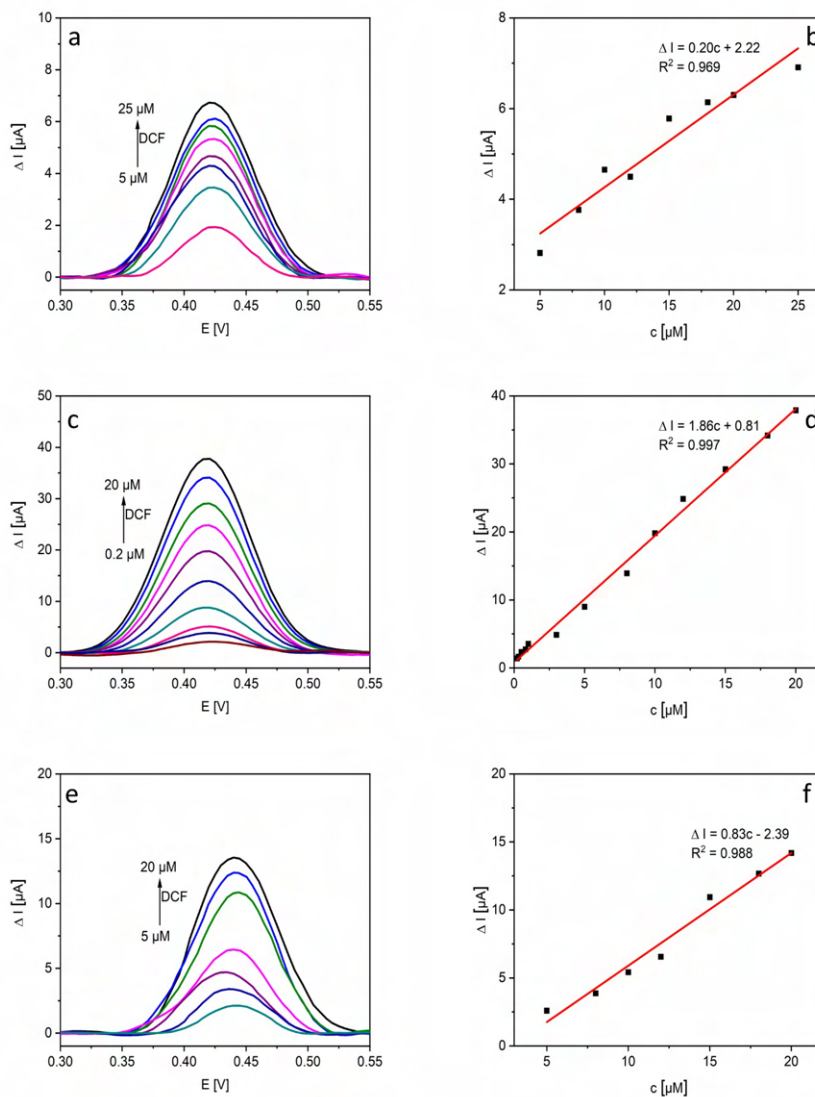 a
10
8
6
4
2
0
Δ I [µA]
25 µM
DCF
5 µM
0.30 0.35 0.40 0.45 0.50 0.55
E [V]
b
Δ I = 0.20c + 2.22
R² = 0.969
8
6
4
2
Δ I [µA]
5 10 15 20 25
c [µM]
c
50
40
30
20
10
0
Δ I [µA]
20 µM
DCF
0.2 µM
0.30 0.35 0.40 0.45 0.50 0.55
E [V]
d
Δ I = 1.86c + 0.81
R² = 0.997
40
30
20
10
0
Δ I [µA]
0 5 10 15 20
c [µM]
e
20
15
10
5
0
Δ I [µA]
20 µM
DCF
5 µM
0.30 0.35 0.40 0.45 0.50 0.55
E [V]
f
Δ I = 0.83c - 2.39
R² = 0.988
20
15
10
5
0
Δ I [µA]
5 10 15 20
c [µM]